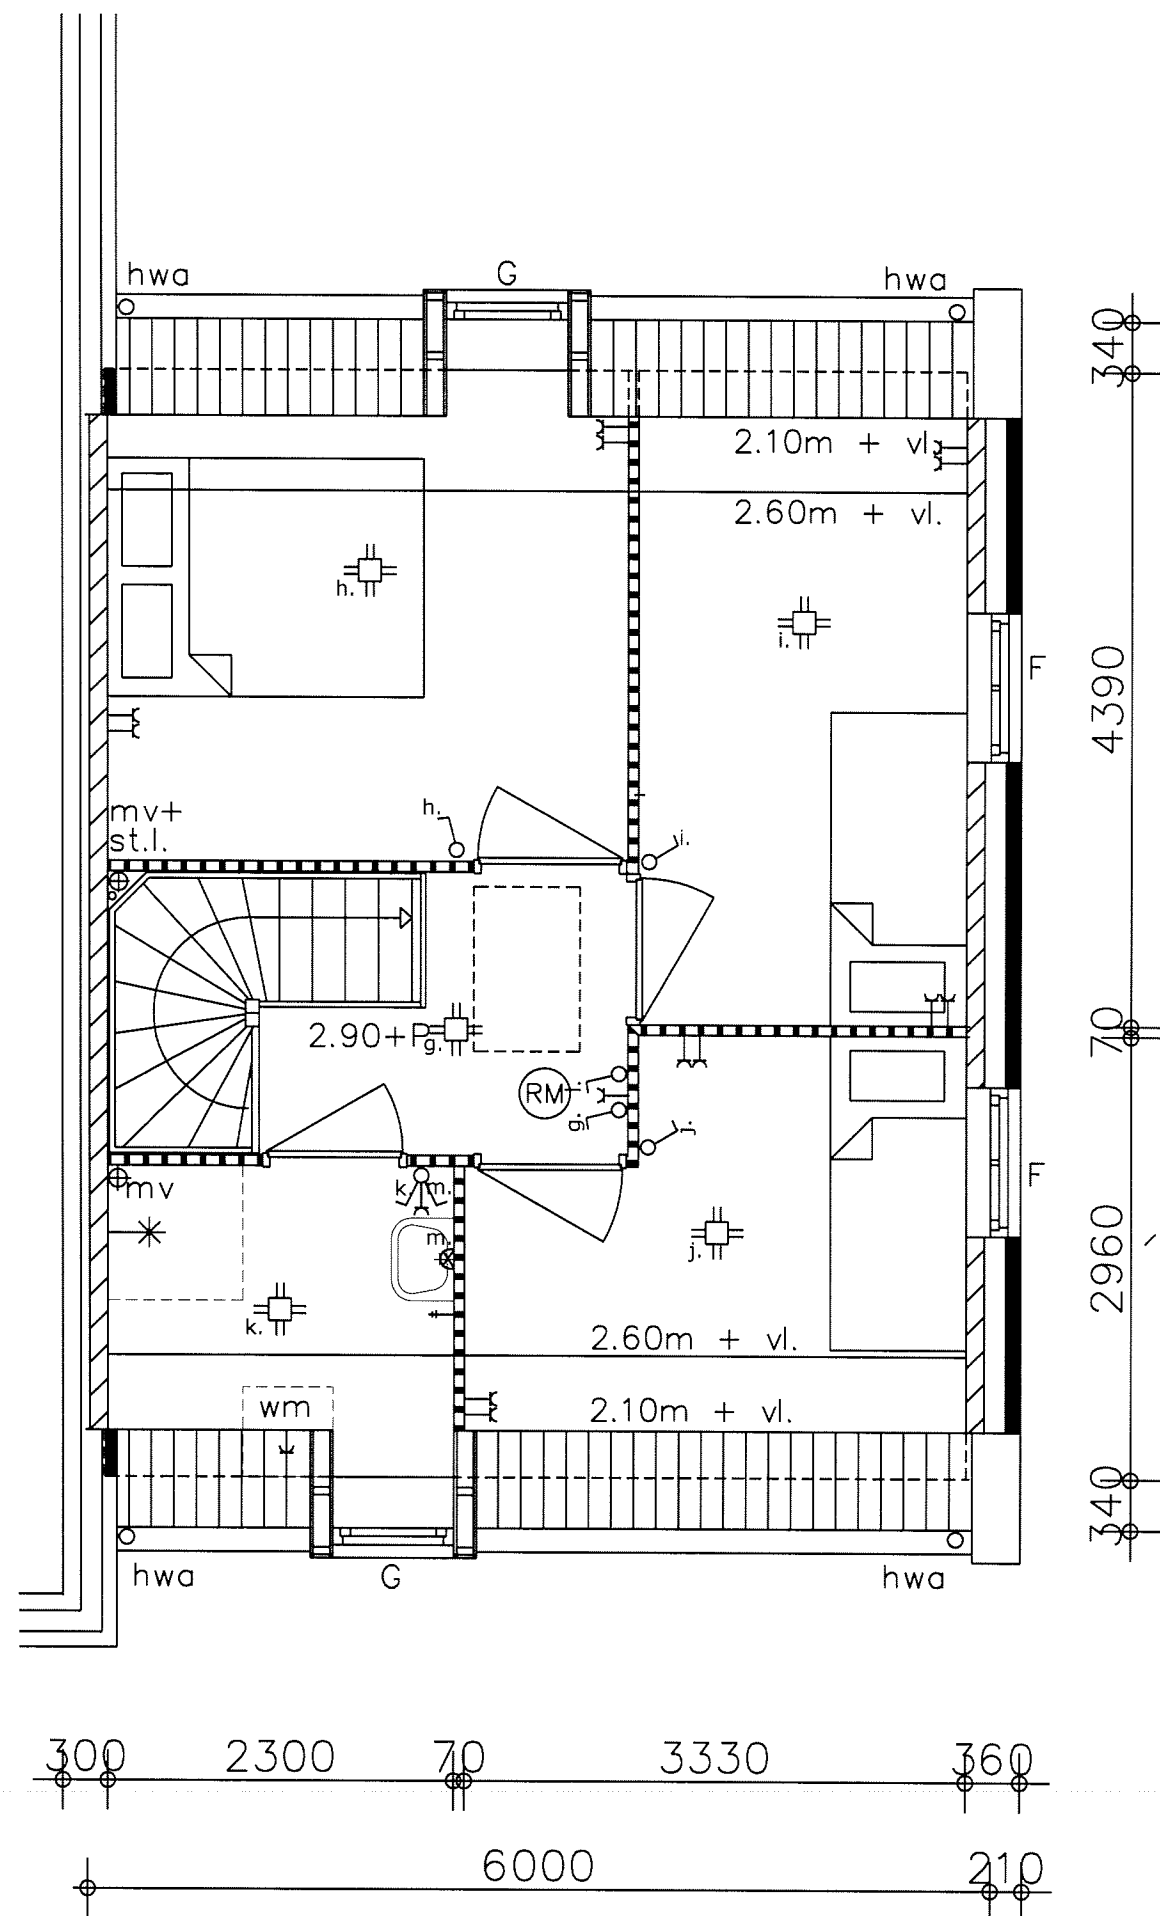 hwa
G
hwa
340
2.10m + vl.
2.60m + vl.
h.
i.
F
4390
mv+
st.l.
h.
i.
2.90+P
g.
70
RM
i.
g.
j.
mv
k.
m.
F
m.
j.
2960
k.
2.60m + vl.
wm
2.10m + vl.
340
hwa
G
hwa
300
2300
70
3330
360
6000
210